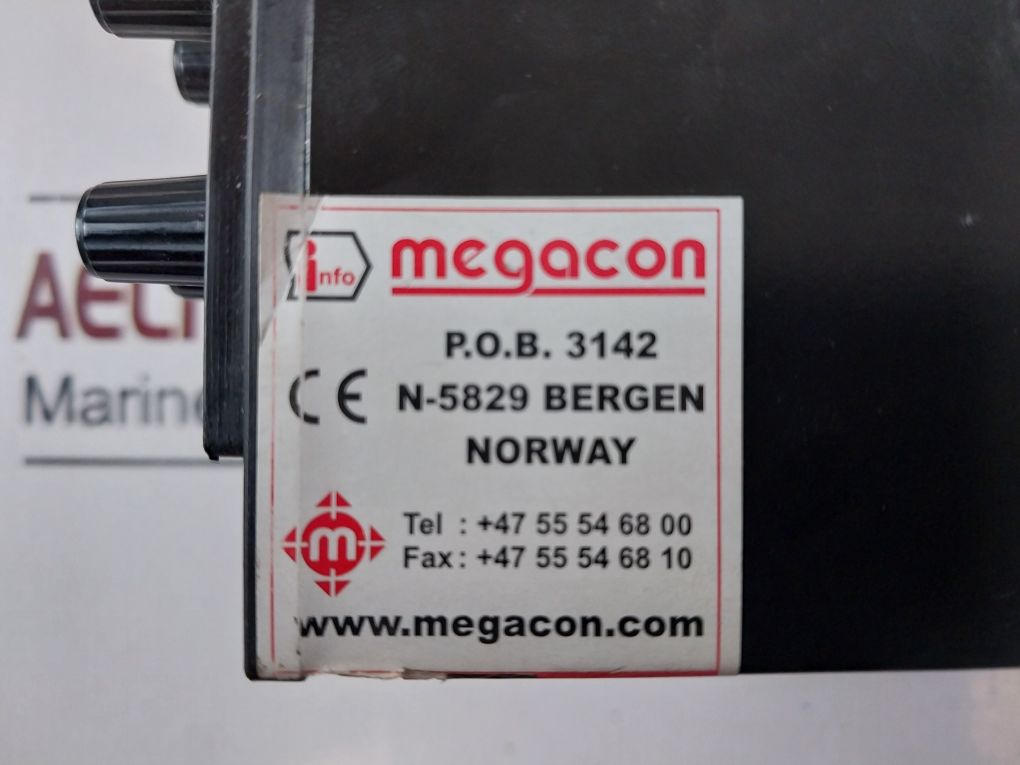 info megacon
P.O.B. 3142
CE N-5829 BERGEN
NORWAY
m
Tel : +47 55 54 68 00
Fax : +47 55 54 68 10
www.megacon.com
Marine